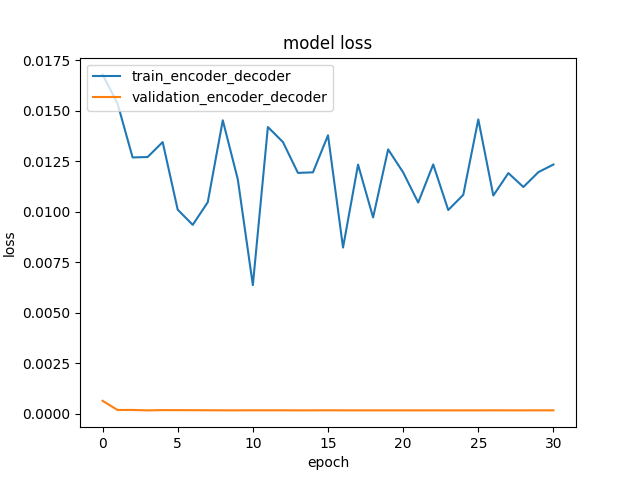 model loss
train_encoder_decoder
validation_encoder_decoder
0.0175
0.0150
0.0125
0.0100
0.0075
0.0050
0.0025
0.0000
loss
0 5 10 15 20 25 30
epoch